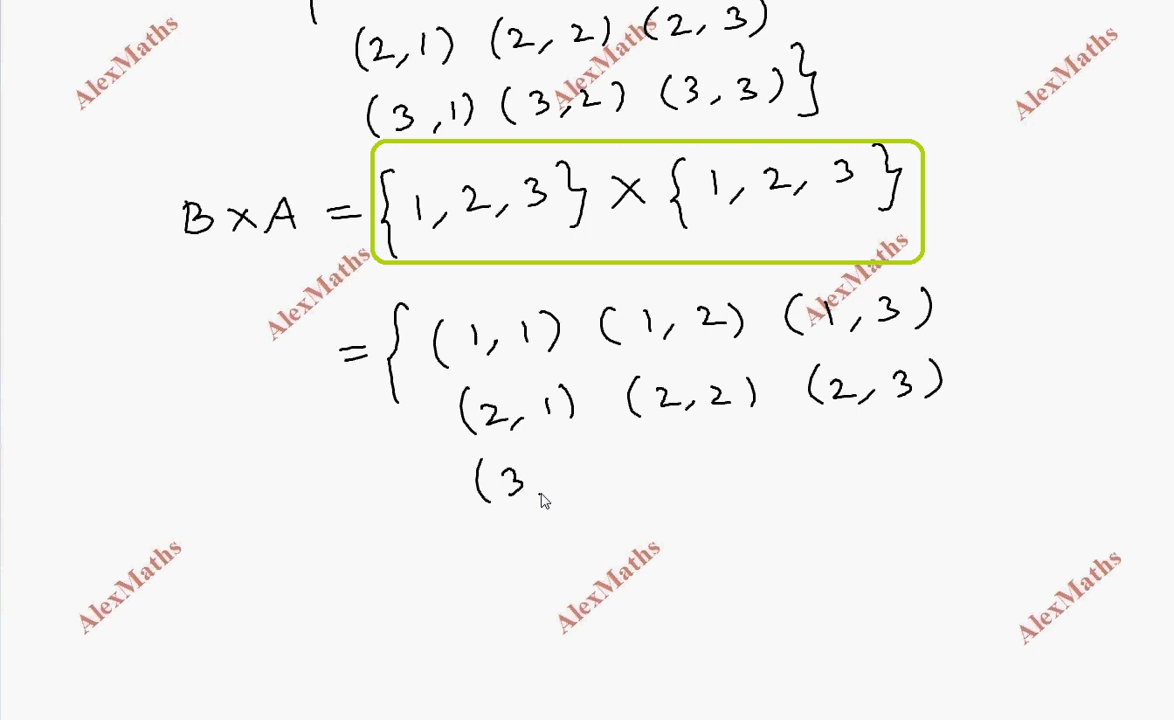 (2,1) (2,2) (2,3)
(3,1) (3,2) (3,3)}
B×A = {1,2,3} × {1,2,3}
= { (1,1) (1,2) (1,3)
(2,1) (2,2) (2,3)
(3
AlexMaths
AlexMaths
AlexMaths
AlexMaths
AlexMaths
AlexMaths
AlexMaths
AlexMaths